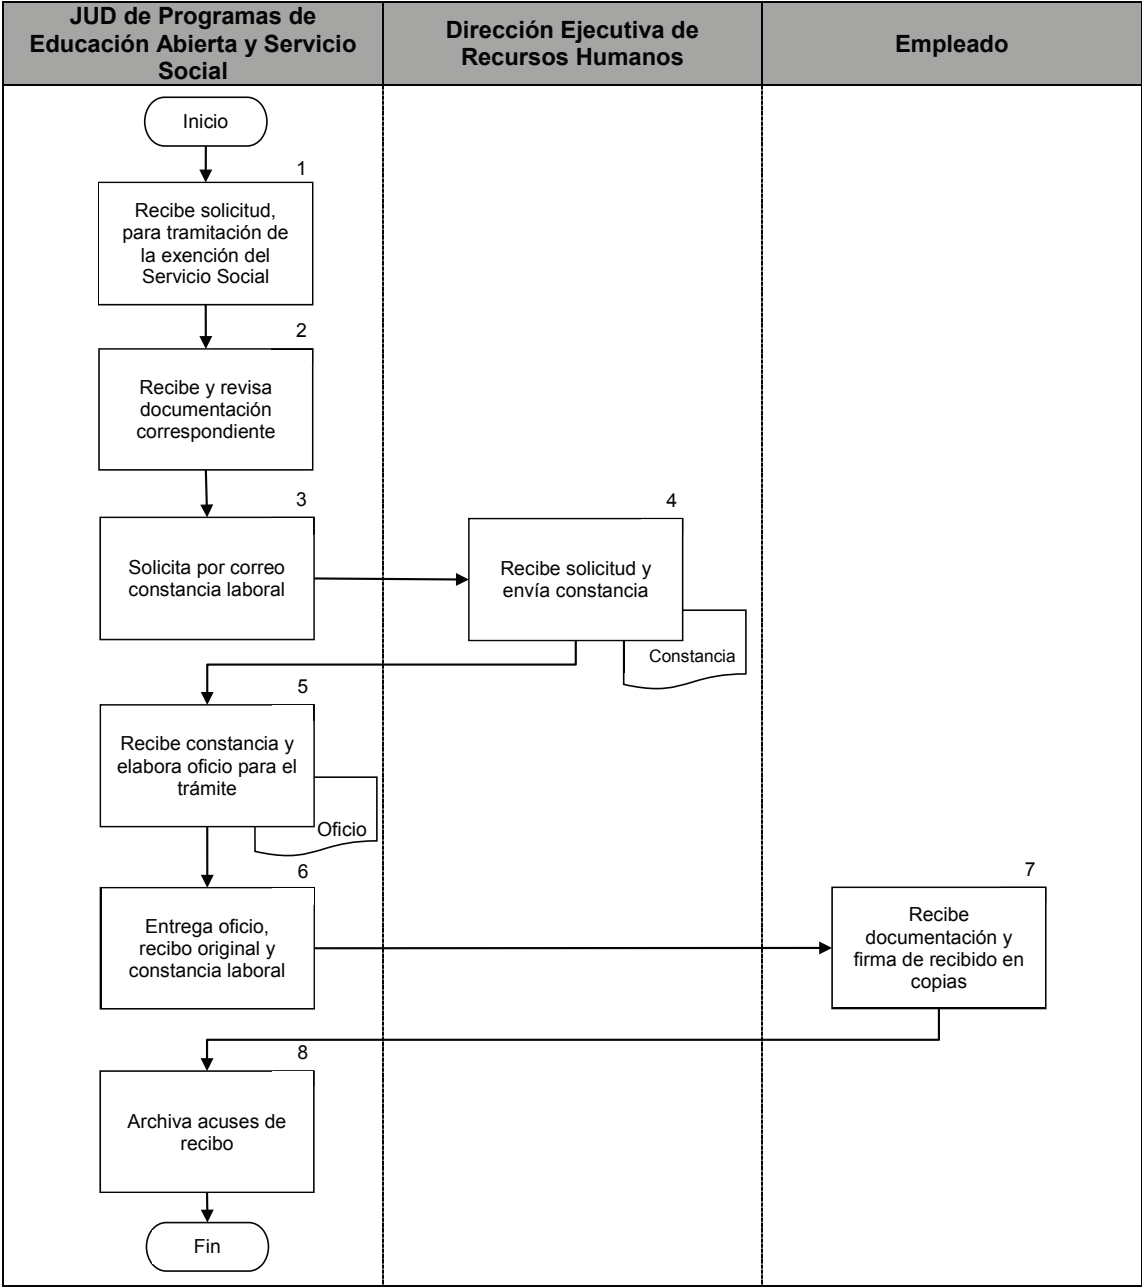 JUD de Programas de
Educación Abierta y Servicio
Social
Dirección Ejecutiva de
Recursos Humanos
Empleado
Inicio
1
Recibe solicitud,
para tramitación de
la exención del
Servicio Social
2
Recibe y revisa
documentación
correspondiente
3
Solicita por correo
constancia laboral
4
Recibe solicitud y
envía constancia
Constancia
5
Recibe constancia y
elabora oficio para el
trámite
Oficio
6
Entrega oficio,
recibo original y
constancia laboral
7
Recibe
documentación y
firma de recibido en
copias
8
Archiva acuses de
recibo
Fin